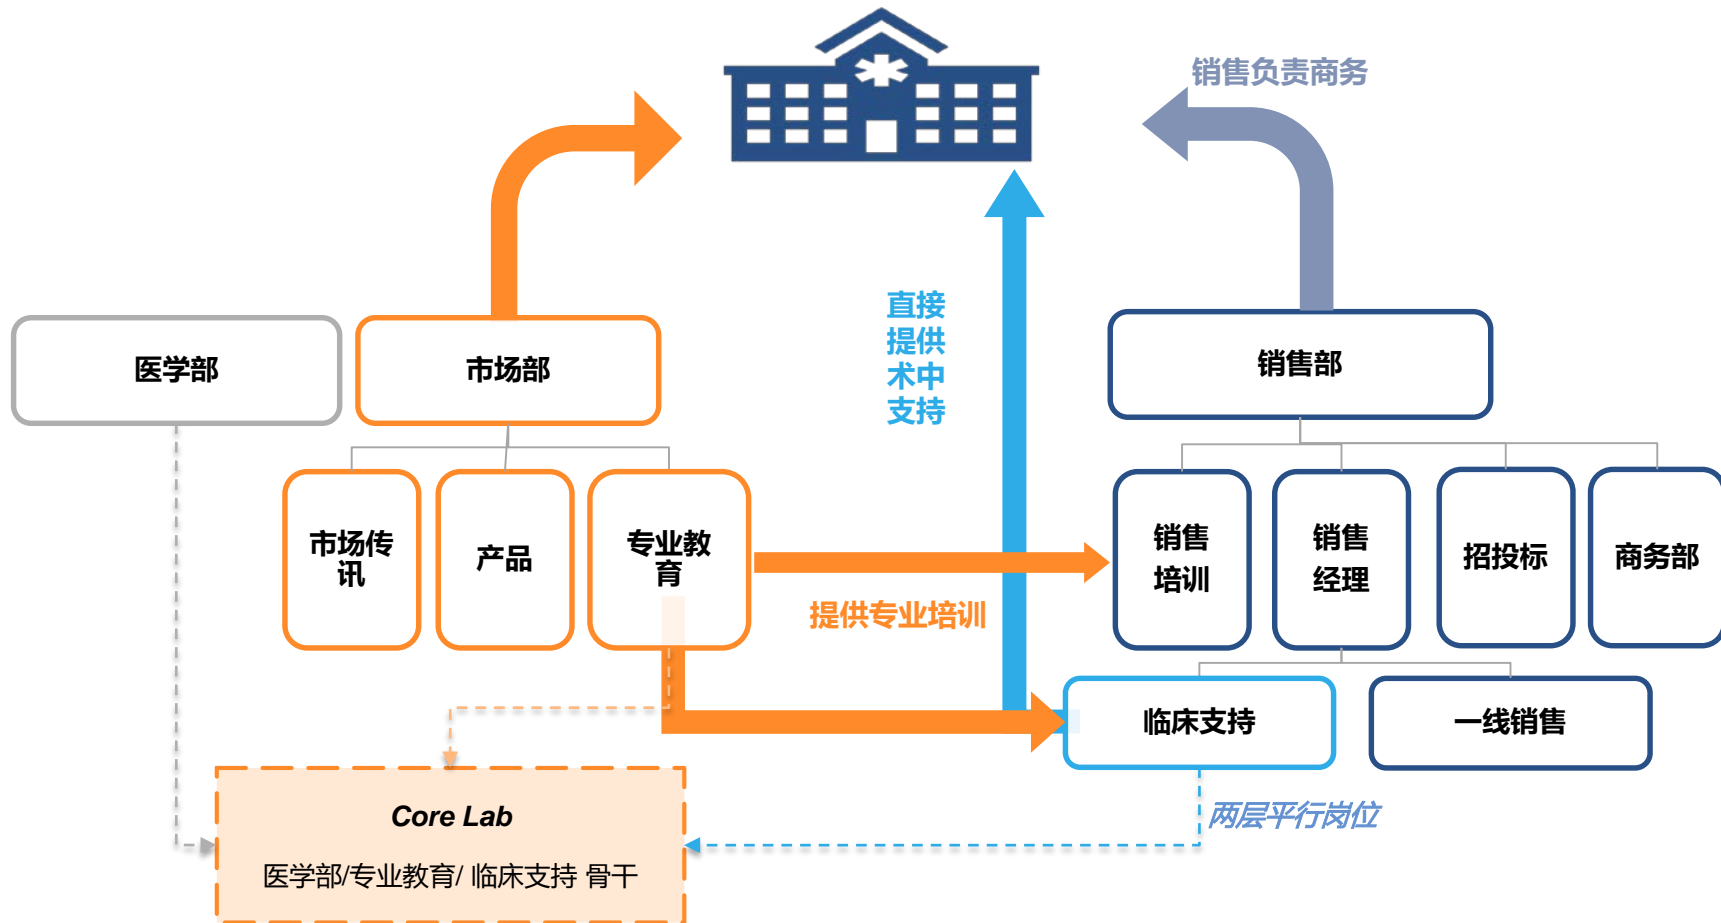 销售负责商务
直接
提供
术中
支持
医学部
市场部
销售部
市场传
讯
产品
专业教
育
销售
培训
销售
经理
招投标
商务部
提供专业培训
临床支持
一线销售
两层平行岗位
Core Lab
医学部/专业教育/ 临床支持 骨干